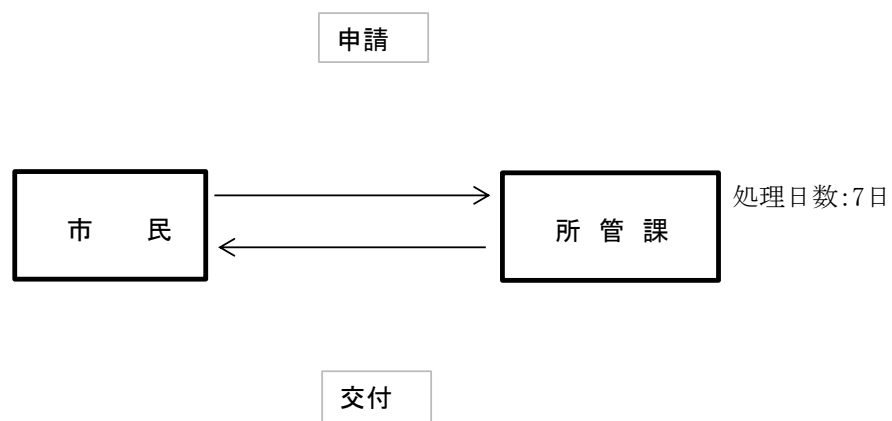 申請
市　　民
所 管 課
処理日数:7日
交付